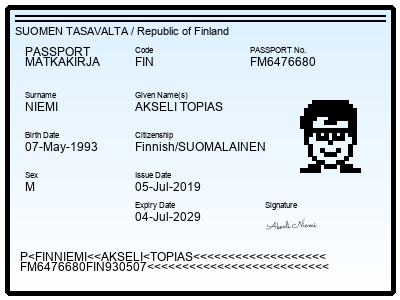 SUOMEN TASAVALTA / Republic of Finland
PASSPORT
MATKAKIRJA
Code
FIN
PASSPORT No.
FM6476680
Surname
NIEMI
Given Name(s)
AKSELI TOPIAS
Birth Date
07-May-1993
Citizenship
Finnish/SUOMALAINEN
Sex
M
Issue Date
05-Jul-2019
Expiry Date
04-Jul-2029
Signature
Akseli Niemi
P<FINNIEMI<<AKSELI<TOPIAS<<<<<<<<<<<<<<<<<<<
FM6476680FIN930507<<<<<<<<<<<<<<<<<<<<<<<<<<